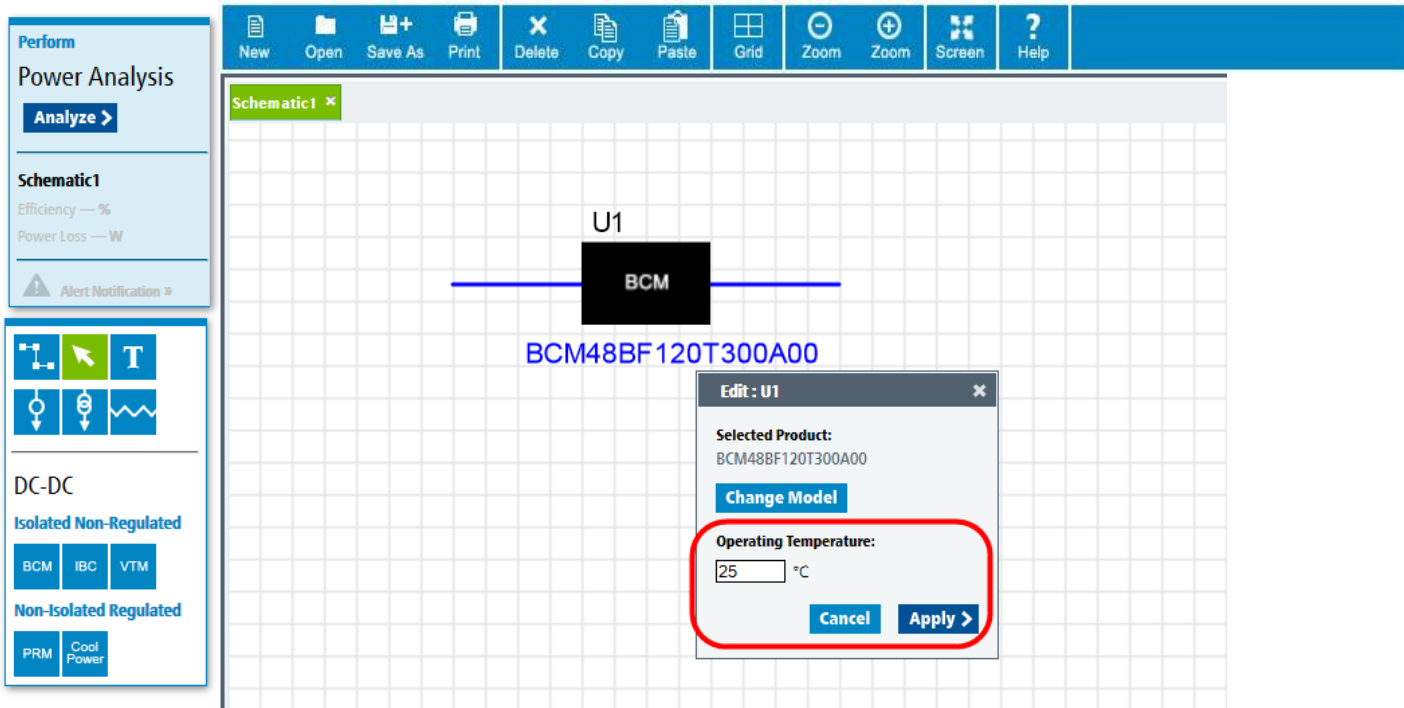 New Open Save As Print Delete Copy Paste Grid Zoom Zoom Screen Help
Perform
Power Analysis
Analyze
Schematic1
Efficiency — %
Power Loss — W
Alert Notification »
T
DC-DC
Isolated Non-Regulated
BCM IBC VTM
Non-Isolated Regulated
PRM Cool
Power
Schematic1 ×
U1
BCM
BCM48BF120T300A00
Edit : U1 ×
Selected Product:
BCM48BF120T300A00
Change Model
Operating Temperature:
25 °C
Cancel Apply